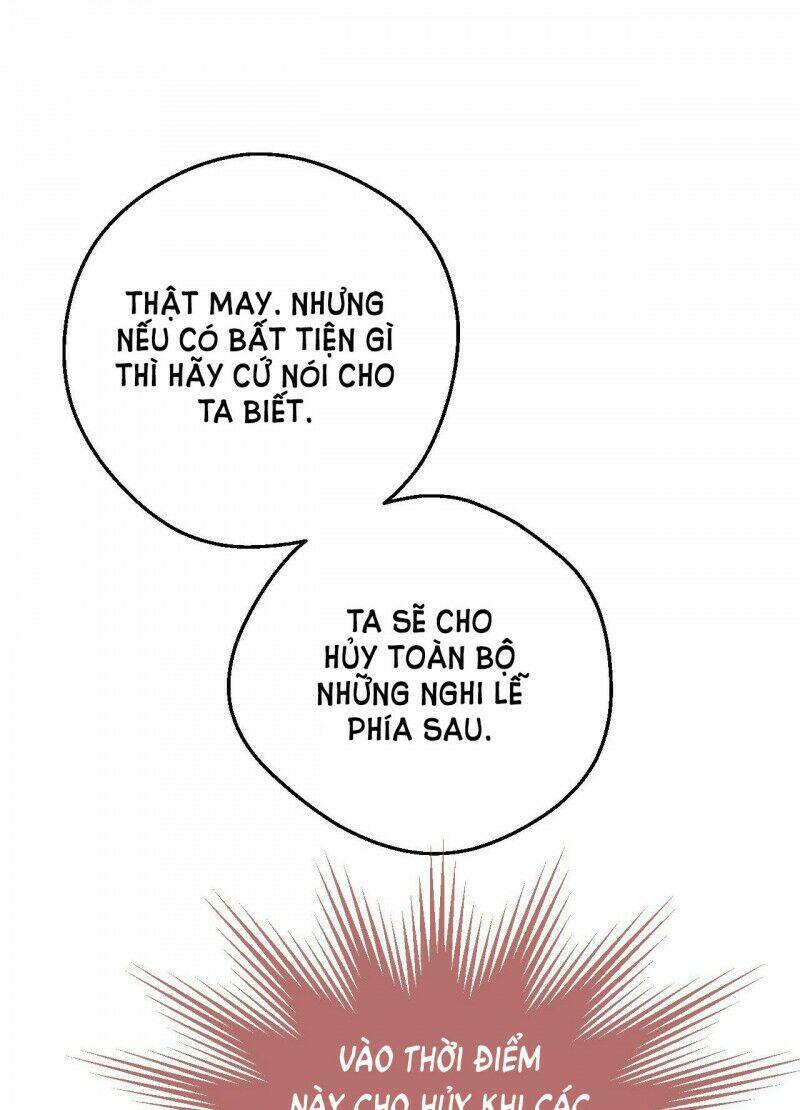 THẬT MAY. NHƯNG
NẾU CÓ BẤT TIỆN GÌ
THÌ HÃY CỨ NÓI CHO
TA BIẾT.
TA SẼ CHO
HỦY TOÀN BỘ
NHỮNG NGHI LỄ
PHÍA SAU.
VÀO THỜI ĐIỂM
NÀY CHO HỦY KHI CÁC